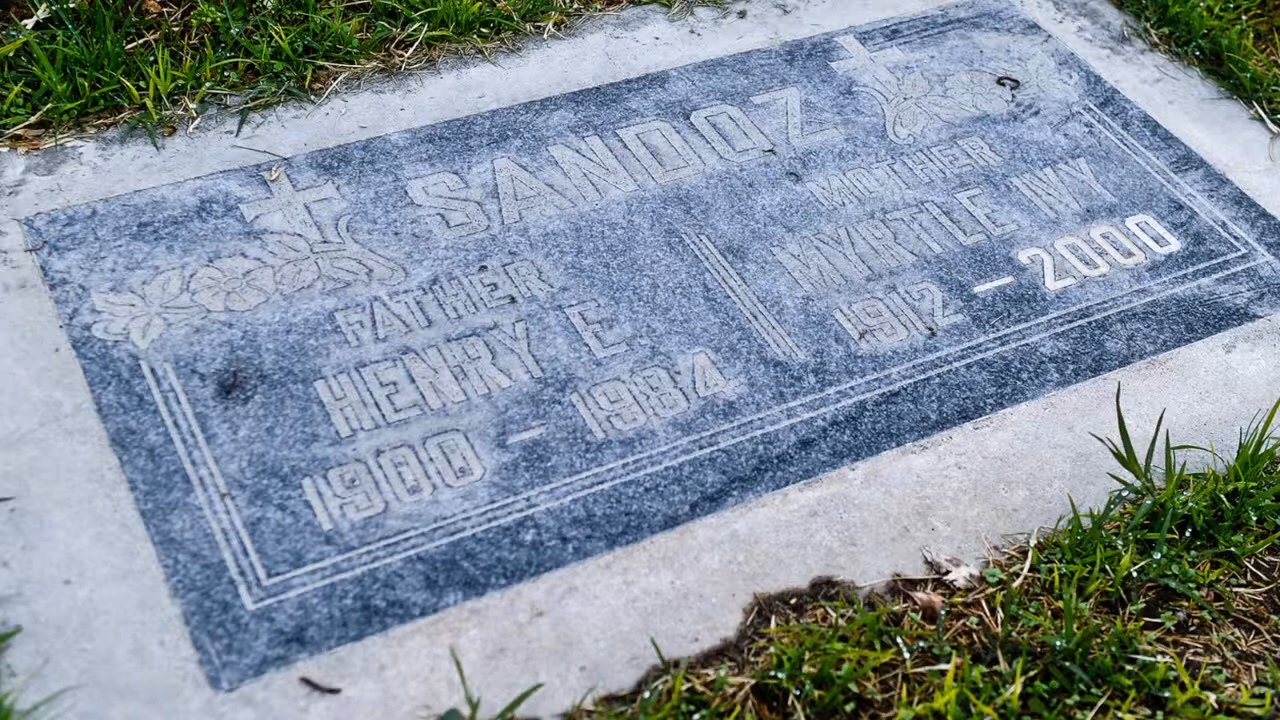 SANDOZ
FATHER
HENRY E.
1900 – 1984
MOTHER
MYRTLE IVY
1912 – 2000